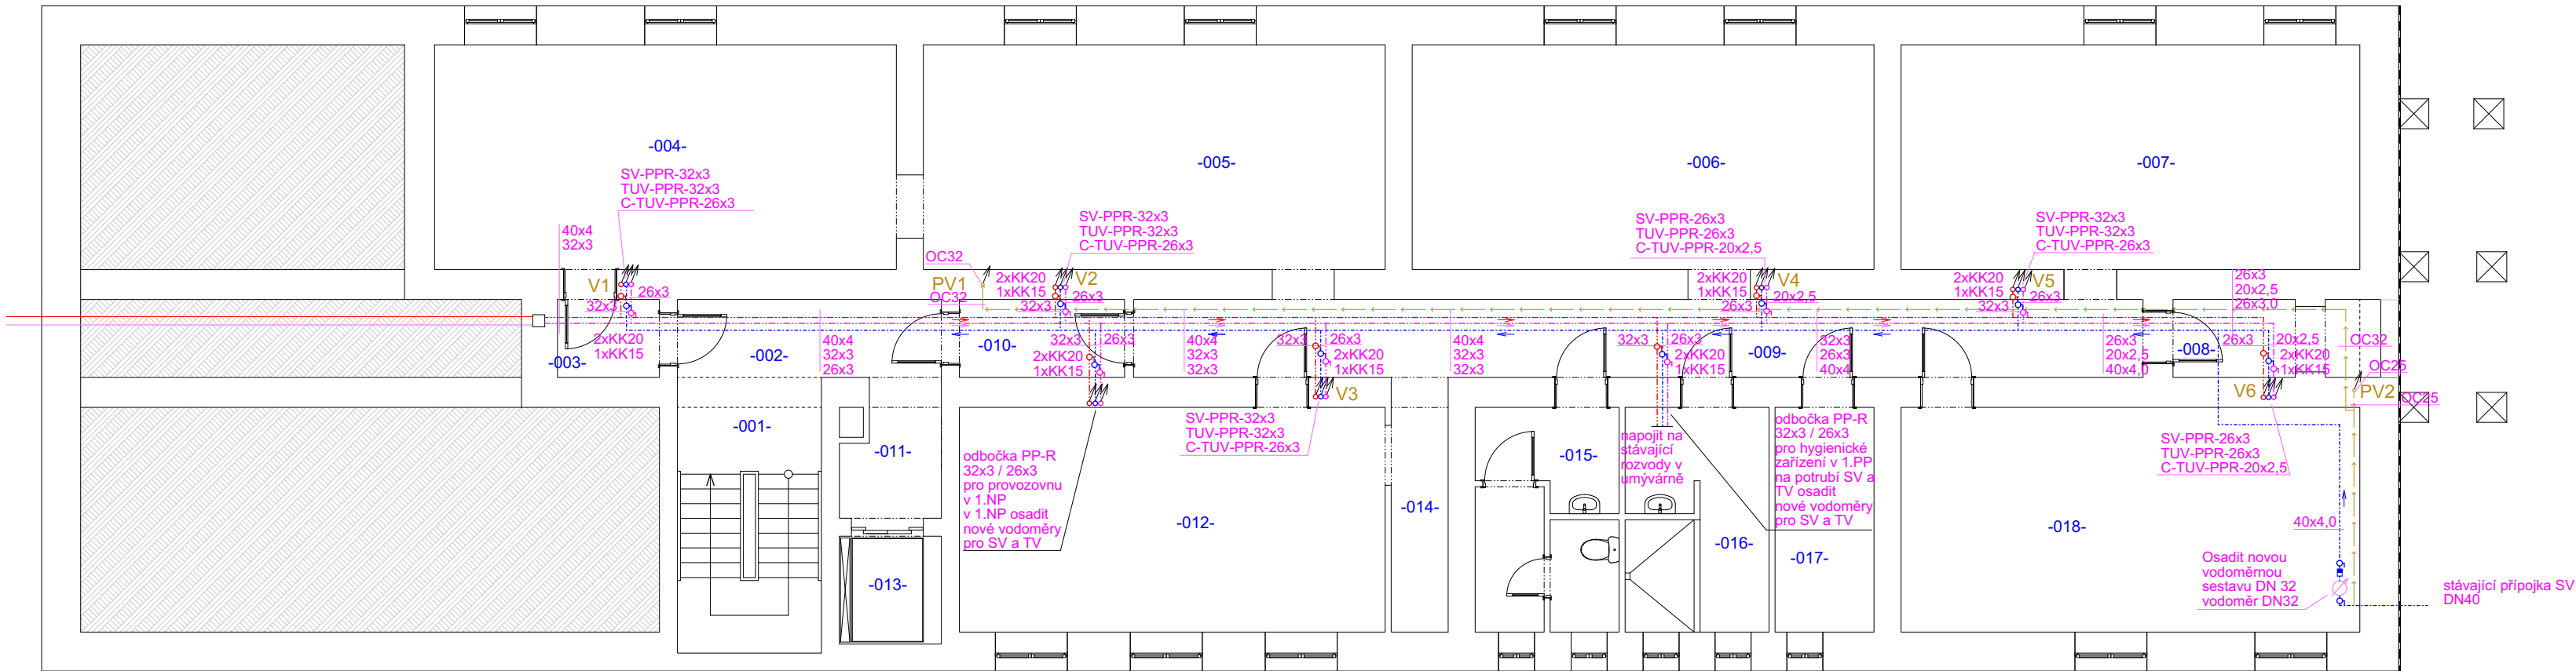 -004-
-005-
-006-
-007-
SV-PPR-32x3
TUV-PPR-32x3
C-TUV-PPR-26x3
SV-PPR-32x3
TUV-PPR-32x3
C-TUV-PPR-26x3
SV-PPR-26x3
TUV-PPR-26x3
C-TUV-PPR-20x2,5
SV-PPR-32x3
TUV-PPR-32x3
C-TUV-PPR-26x3
40x4
32x3
V1
26x3
32x3
2xKK20
1xKK15
OC32
PV1
OC32
2xKK20
1xKK15
32x3
V2
26x3
2xKK20
1xKK15
26x3
V4
20x2,5
2xKK20
1xKK15
32x3
V5
26x3
26x3
20x2,5
26x3,0
-003-
-002-
40x4
32x3
26x3
-010-
32x3
26x3
2xKK20
1xKK15
40x4
32x3
32x3
32x3
26x3
2xKK20
1xKK15
V3
40x4
32x3
32x3
32x3
26x3
2xKK20
1xKK15
-009-
32x3
26x3
40x4
26x3
20x2,5
40x4,0
-008-
26x3
20x2,5
2xKK20
1xKK15
V6
OC32
OC25
PV2
OC25
-001-
-011-
-013-
odbočka PP-R
32x3 / 26x3
pro provozovnu
v 1.NP
v 1.NP osadit
nové vodoměry
pro SV a TV
SV-PPR-32x3
TUV-PPR-32x3
C-TUV-PPR-26x3
-012-
-014-
-015-
napojit na
stávající
rozvody v
umývárně
-016-
odbočka PP-R
32x3 / 26x3
pro hygienické
zařízení v 1.PP
na potrubí SV a
TV osadit
nové vodoměry
pro SV a TV
-017-
-018-
SV-PPR-26x3
TUV-PPR-26x3
C-TUV-PPR-20x2,5
40x4,0
Osadit novou
vodoměrnou
sestavu DN 32
vodoměr DN32
stávající přípojka SV
DN40